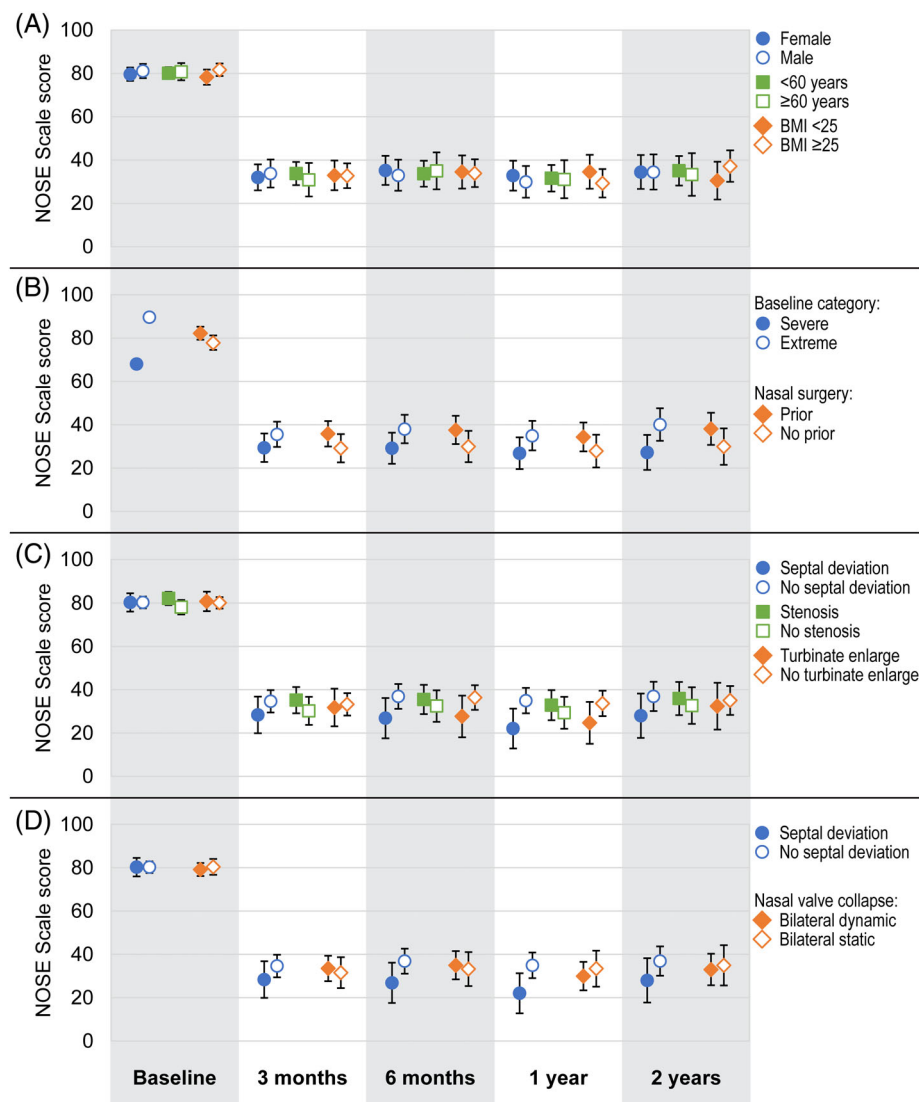 (A)
NOSE Scale score
100
80
60
40
20
0
Female
Male
<60 years
≥60 years
BMI <25
BMI ≥25
(B)
NOSE Scale score
100
80
60
40
20
0
Baseline category:
Severe
Extreme
Nasal surgery:
Prior
No prior
(C)
NOSE Scale score
100
80
60
40
20
0
Septal deviation
No septal deviation
Stenosis
No stenosis
Turbinate enlarge
No turbinate enlarge
(D)
NOSE Scale score
100
80
60
40
20
0
Septal deviation
No septal deviation
Nasal valve collapse:
Bilateral dynamic
Bilateral static
Baseline 3 months 6 months 1 year 2 years